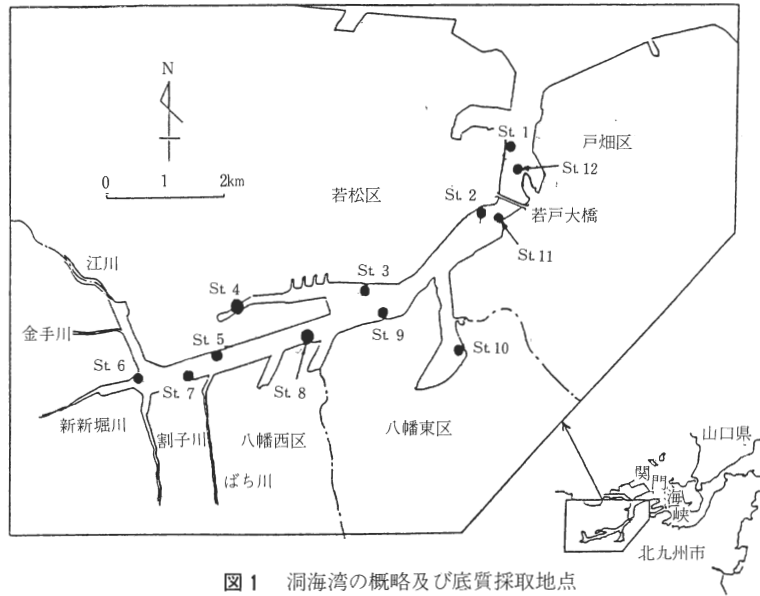 N
0 1 2km
St. 1
戸畑区
St. 12
若松区
St. 2
若戸大橋
St. 11
江川
St. 3
St. 4
金手川
St. 5
St. 9
St. 6
St. 7
St. 8
St. 10
新新堀川
割子川
八幡西区
八幡東区
ばち川
山口県
関門海峡
北九州市
図1 洞海湾の概略及び底質採取地点